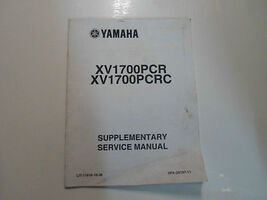 YAMAHA
XV1700PCR
XV1700PCRC
SUPPLEMENTARY
SERVICE MANUAL